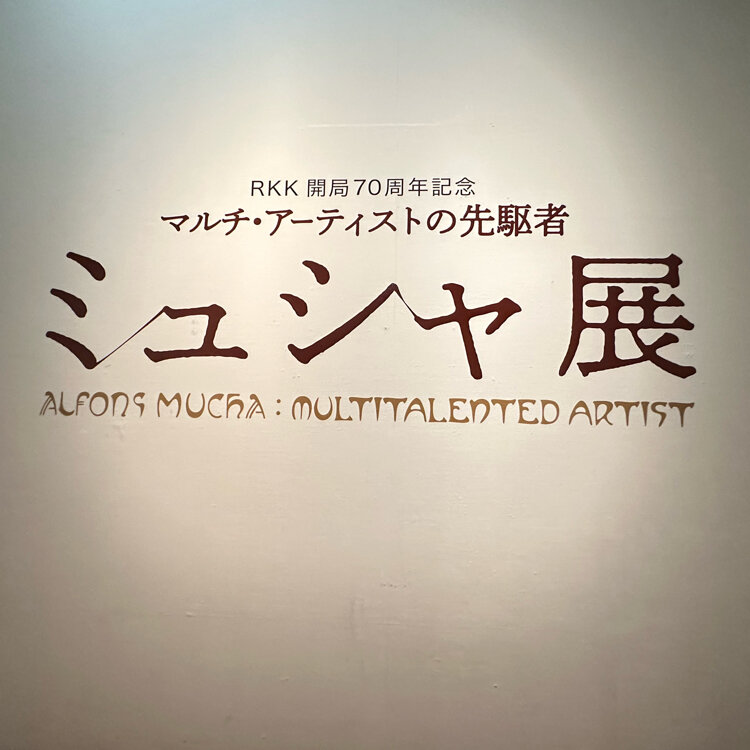 RKK 開局70周年記念
マルチ・アーティストの先駆者
ミュシャ展
ALFONS MUCHA : MULTITALENTED ARTIST